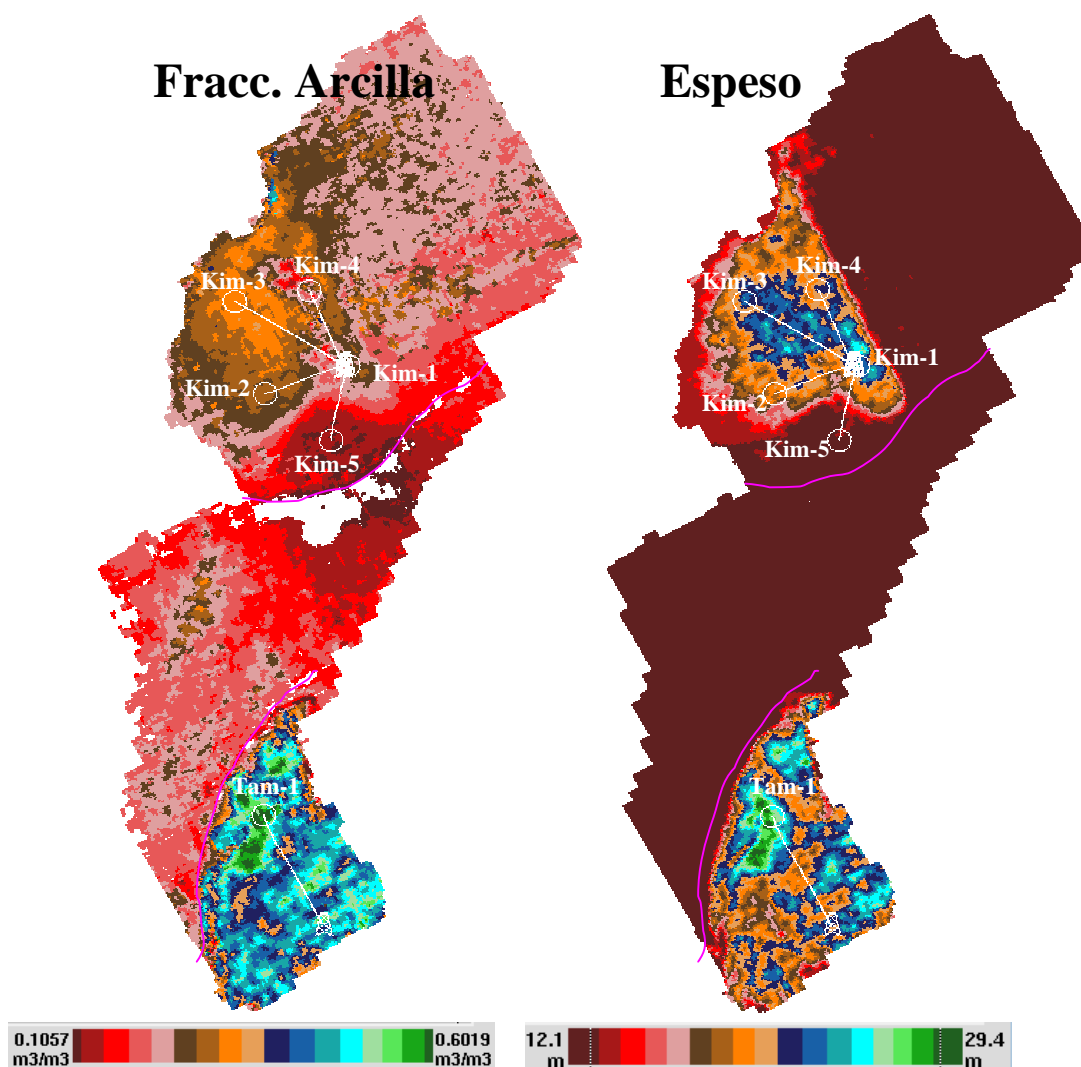 Fracc. Arcilla
Espeso
Kim-3
Kim-4
Kim-1
Kim-2
Kim-5
Tam-1
Kim-3
Kim-4
Kim-1
Kim-2
Kim-5
Tam-1
0.1057
m3/m3
0.6019
m3/m3
12.1
m
29.4
m